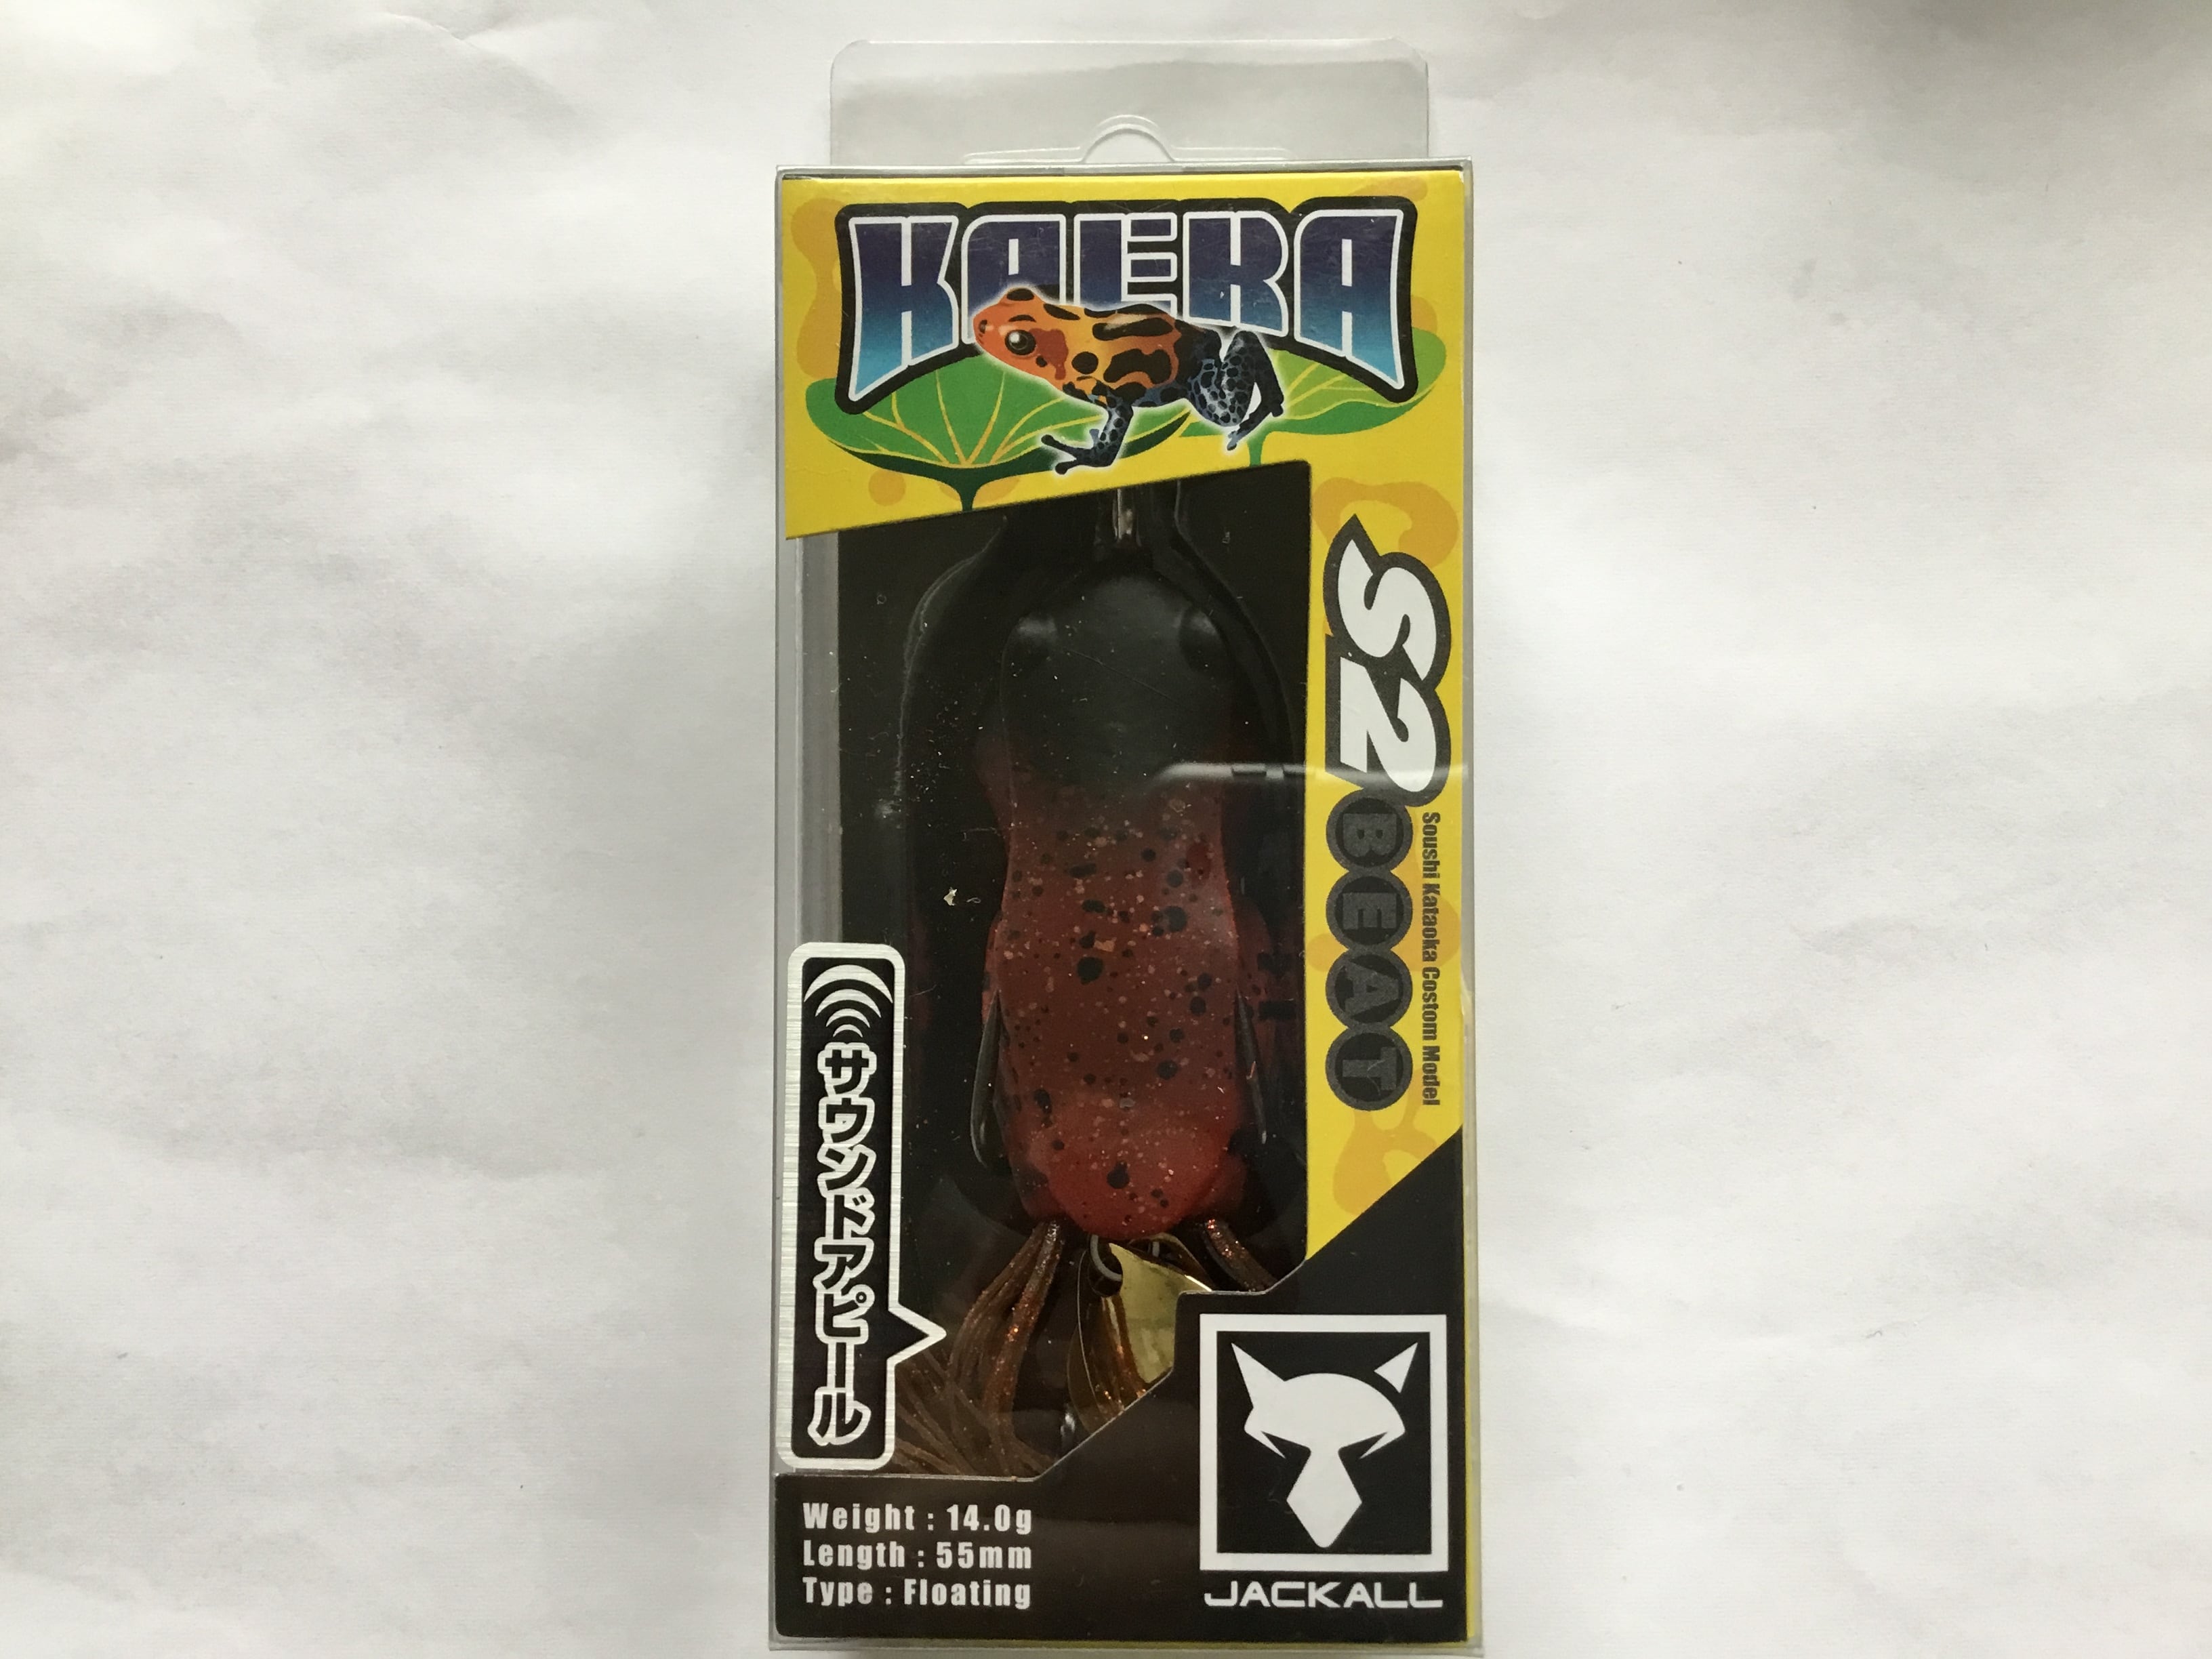 KAERA
S2
BEAT
Soushi Kataoka Costom Model
サウンドアピール
Weight : 14.0g
Length : 55mm
Type : Floating
JACKALL